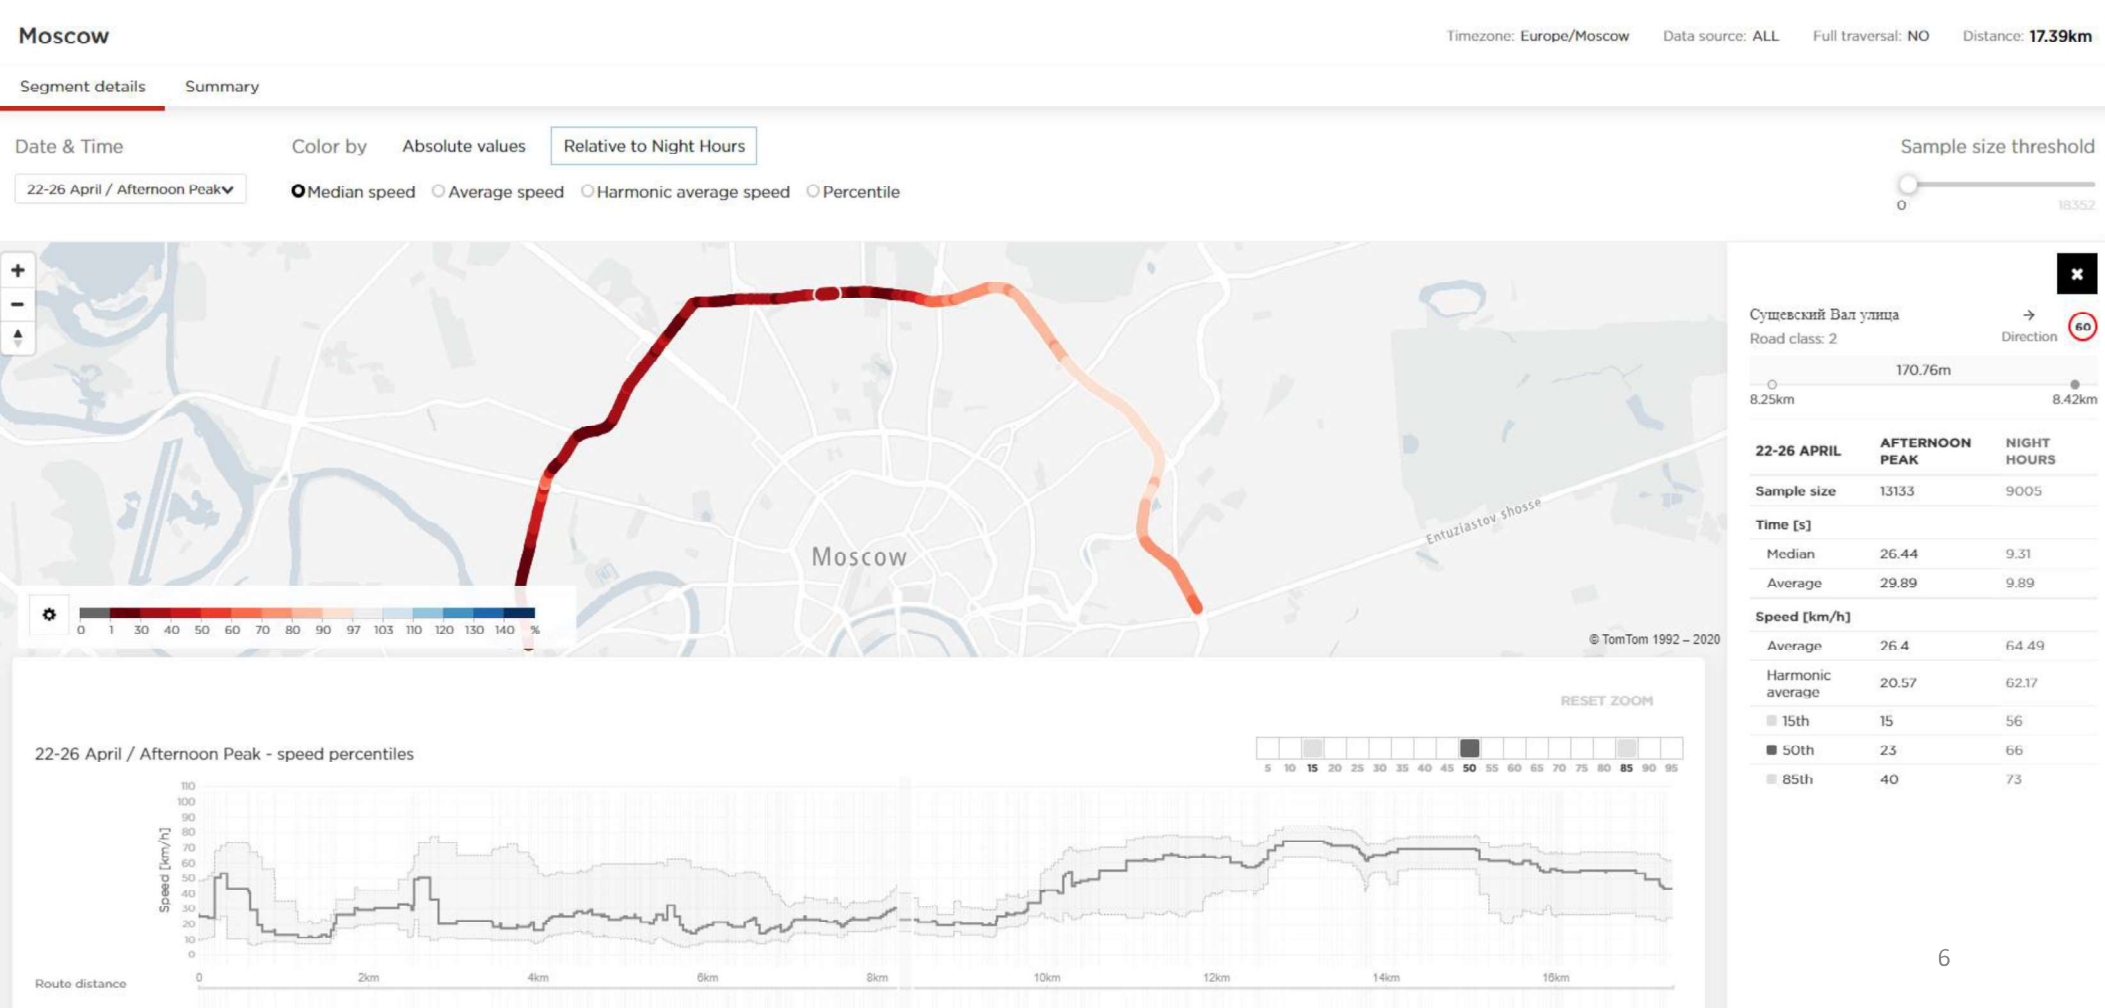 Moscow
Timezone: Europe/Moscow Data source: ALL Full traversal: NO Distance: 17.39km
Segment details Summary
Date & Time Color by Absolute values Relative to Night Hours Sample size threshold
22-26 April / Afternoon Peak Median speed Average speed Harmonic average speed Percentile
0 18352
Moscow
Entuziastov shosse
0 1 30 40 50 60 70 80 90 97 103 110 120 130 140 %
© TomTom 1992 – 2020
Сущевский Вал улица → 60
Road class: 2 Direction
170.76m
8.25km 8.42km
22-26 APRIL AFTERNOON PEAK NIGHT HOURS
Sample size 13133 9005
Time [s]
Median 26.44 9.31
Average 29.89 9.89
Speed [km/h]
Average 26.4 64.49
Harmonic average 20.57 62.17
15th 15 56
50th 23 66
85th 40 73
RESET ZOOM
22-26 April / Afternoon Peak - speed percentiles
5 10 15 20 25 30 35 40 45 50 55 60 65 70 75 80 85 90 95
Speed [km/h]
110
100
90
80
70
60
50
40
30
20
10
0
Route distance 0 2km 4km 6km 8km 10km 12km 14km 16km
6